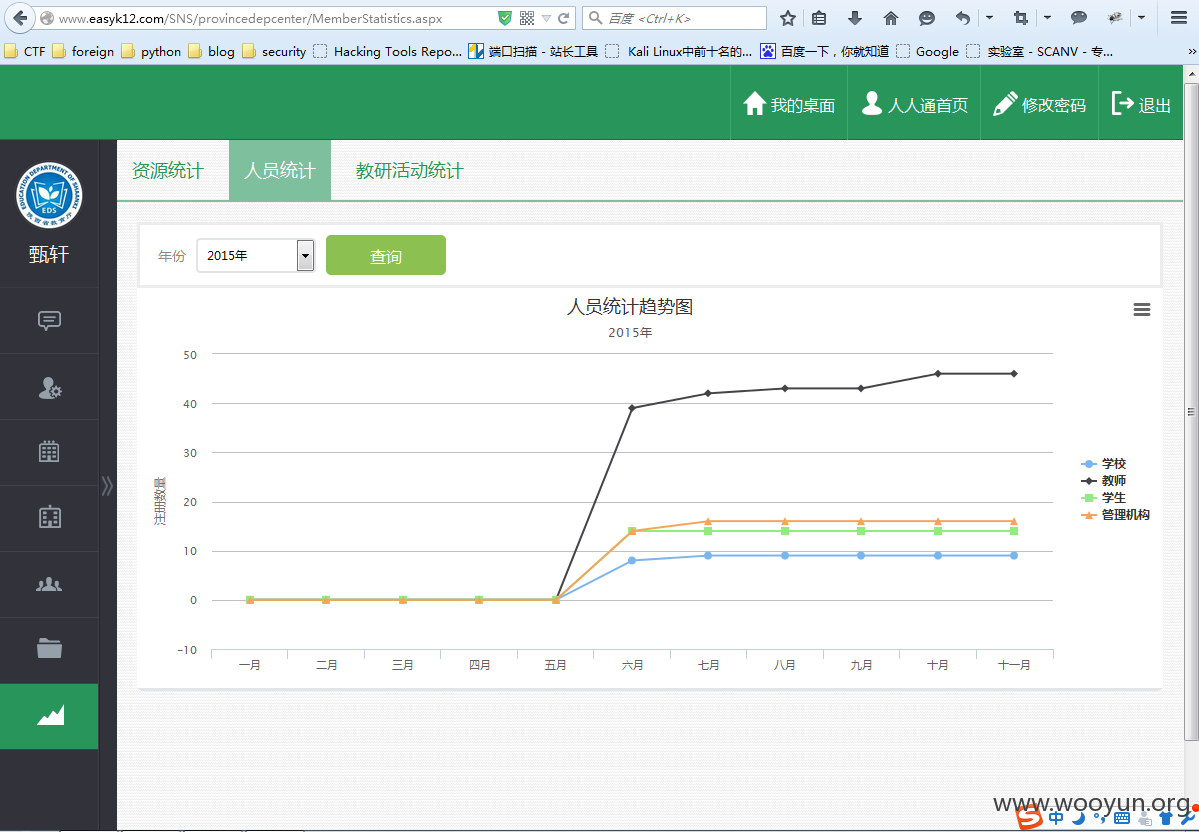 www.easyk12.com/SNS/provincedepcenter/MemberStatistics.aspx
百度 <Ctrl+K>
CTF foreign python blog security Hacking Tools Repo... 端口扫描 - 站长工具 Kali Linux中前十名的... 百度一下，你就知道 Google 实验室 - SCANV - 专...
我的桌面 人人通首页 修改密码 退出
资源统计 人员统计 教研活动统计
EDUCATION DEPARTMENT OF SHAANXI
EDS
陕西省教育厅
甄轩
年份 2015年 查询
人员统计趋势图
2015年
注册数量
50
40
30
20
10
0
-10
一月 二月 三月 四月 五月 六月 七月 八月 九月 十月 十一月
学校
教师
学生
管理机构
www.wooyun.org
中